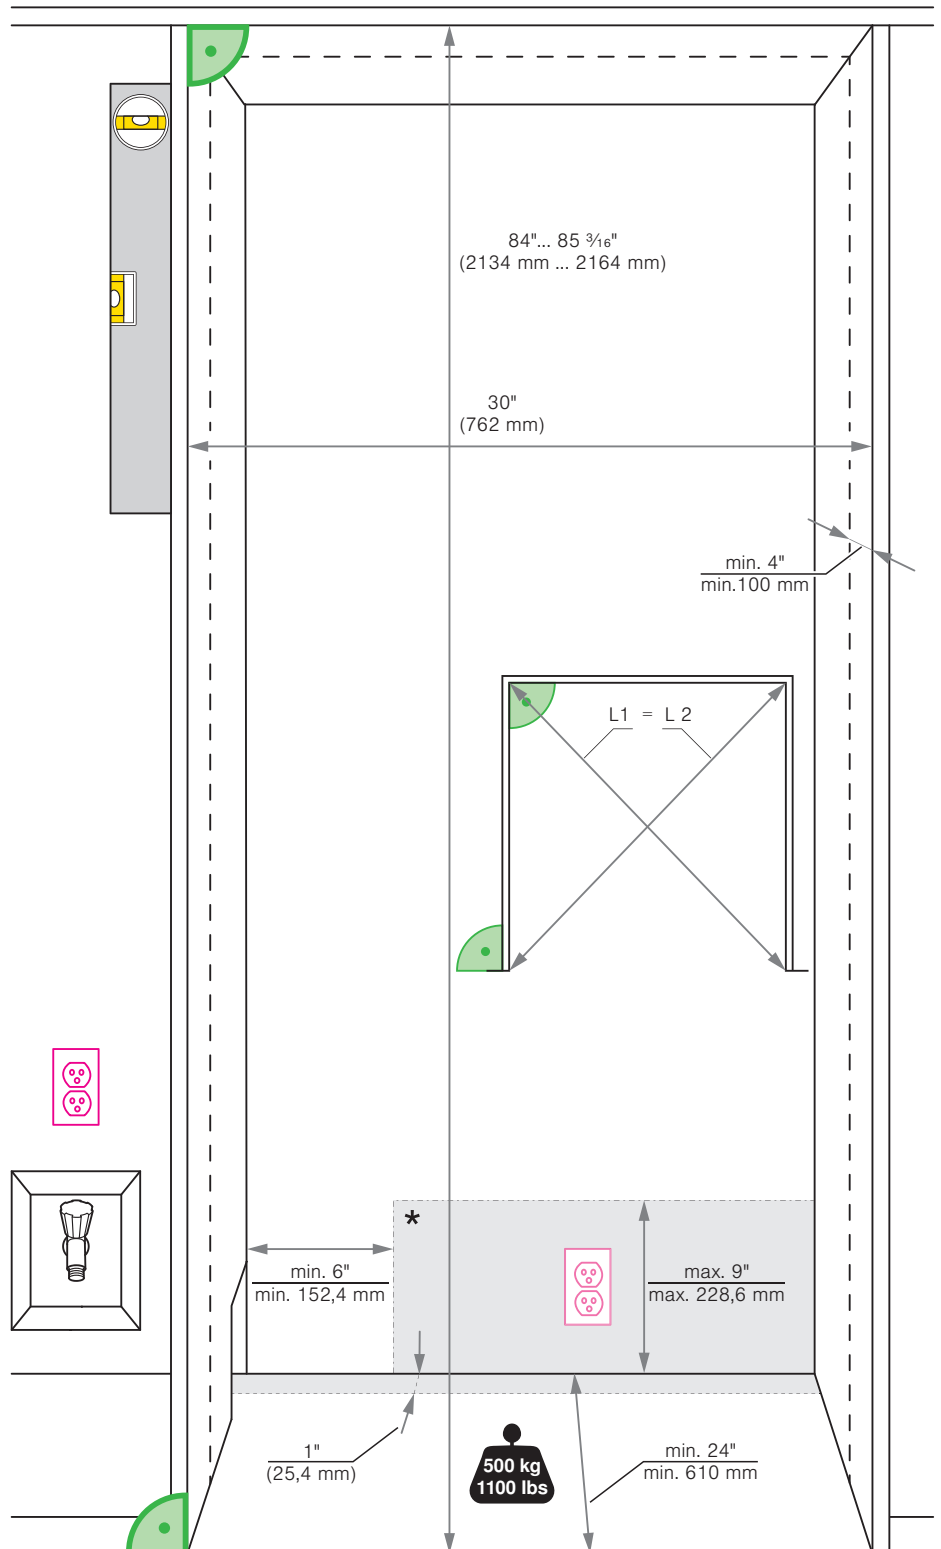 84"... 85 ³⁄₁₆"
(2134 mm ... 2164 mm)
30"
(762 mm)
min. 4"
min.100 mm
L1 = L 2
*
min. 6"
min. 152,4 mm
max. 9"
max. 228,6 mm
1"
(25,4 mm)
500 kg
1100 lbs
min. 24"
min. 610 mm